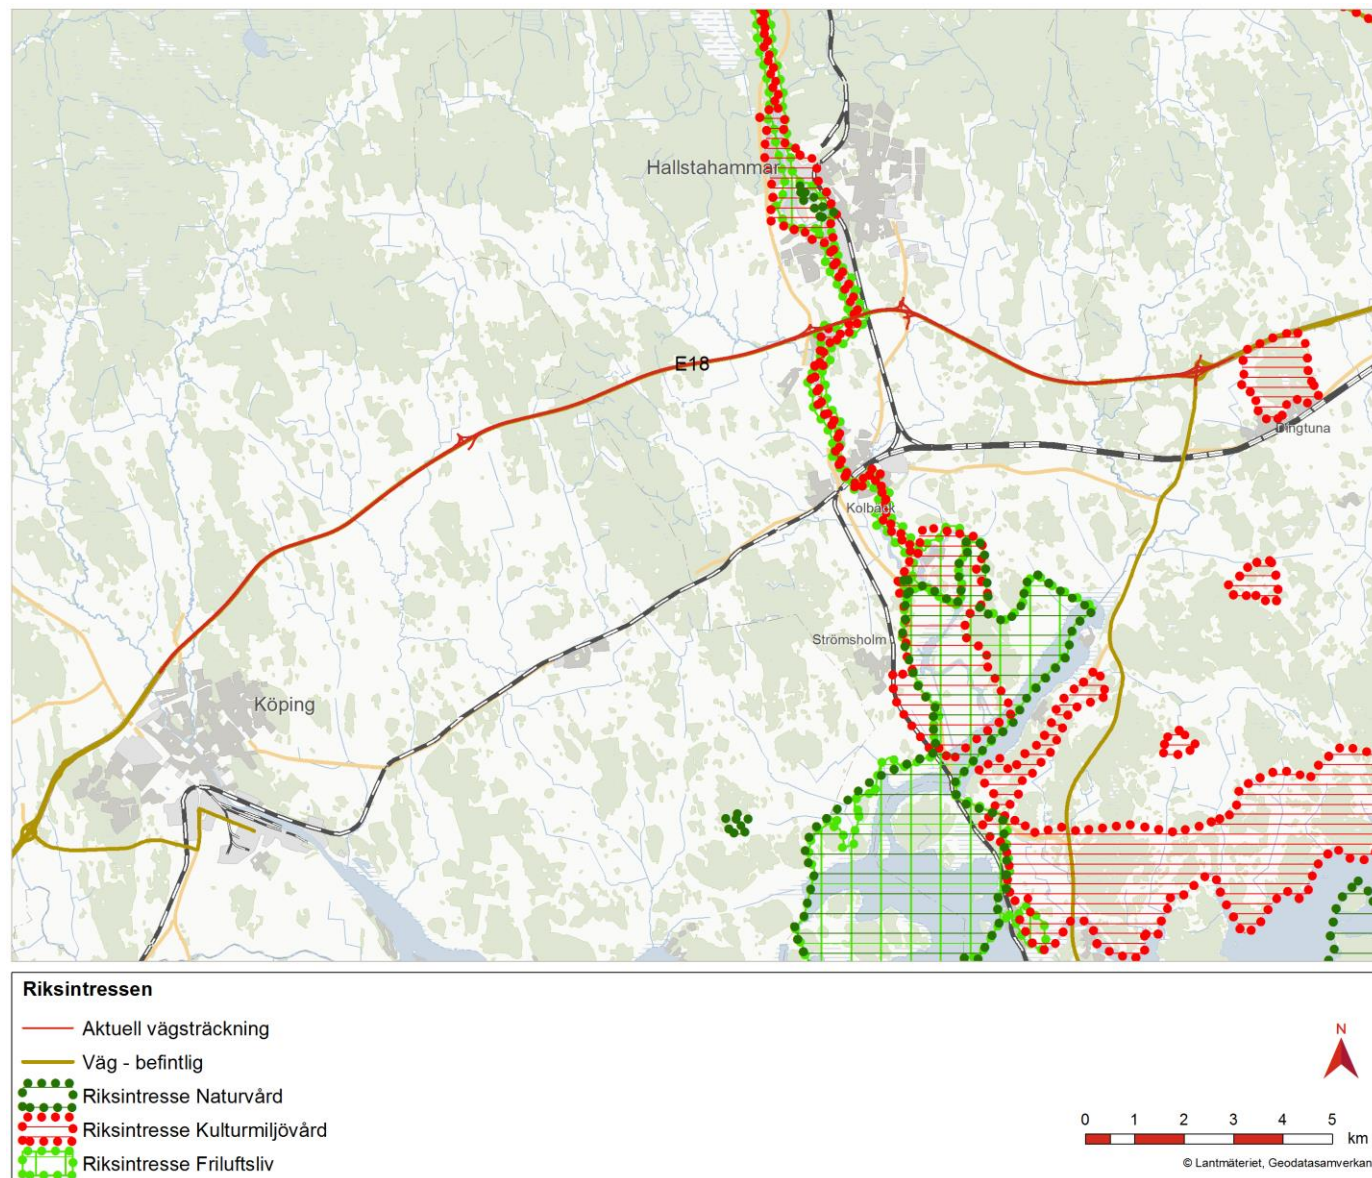 Hallstahammar
E18
Dingtuna
Kolbäck
Strömsholm
Köping
Riksintressen
Aktuell vägsträckning
Väg - befintlig
Riksintresse Naturvård
Riksintresse Kulturmiljövård
Riksintresse Friluftsliv
N
0 1 2 3 4 5
km
© Lantmäteriet, Geodatasamverkan